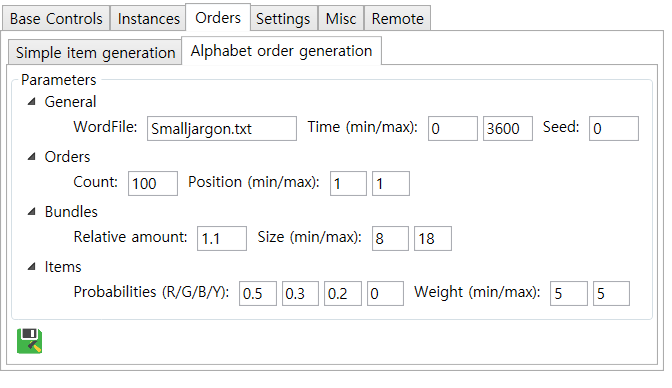 Base Controls Instances Orders Settings Misc Remote
Simple item generation Alphabet order generation
Parameters
General
WordFile: Smalljargon.txt Time (min/max): 0 3600 Seed: 0
Orders
Count: 100 Position (min/max): 1 1
Bundles
Relative amount: 1.1 Size (min/max): 8 18
Items
Probabilities (R/G/B/Y): 0.5 0.3 0.2 0 Weight (min/max): 5 5